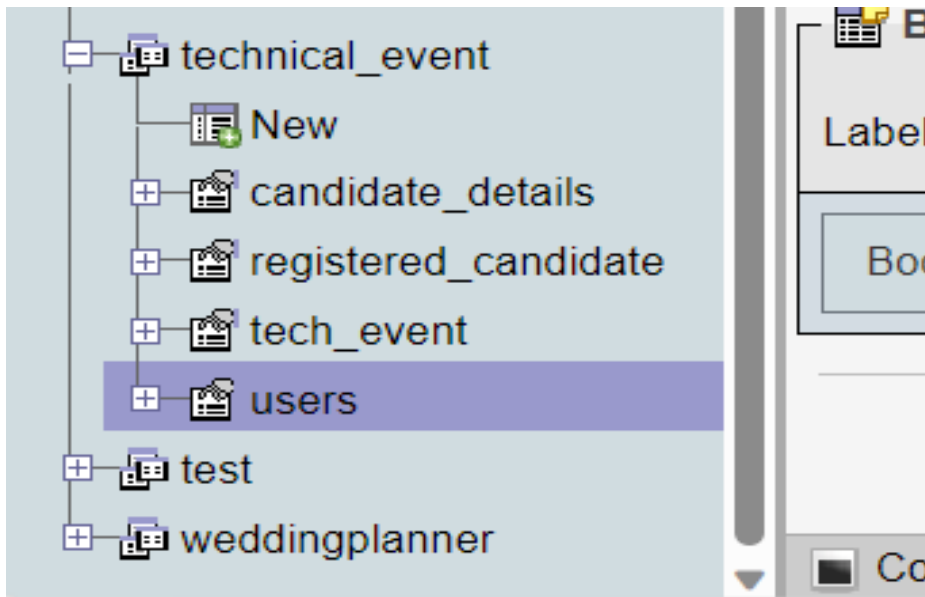 technical_event
New
candidate_details
registered_candidate
tech_event
users
test
weddingplanner
B
Label
Boo
Co